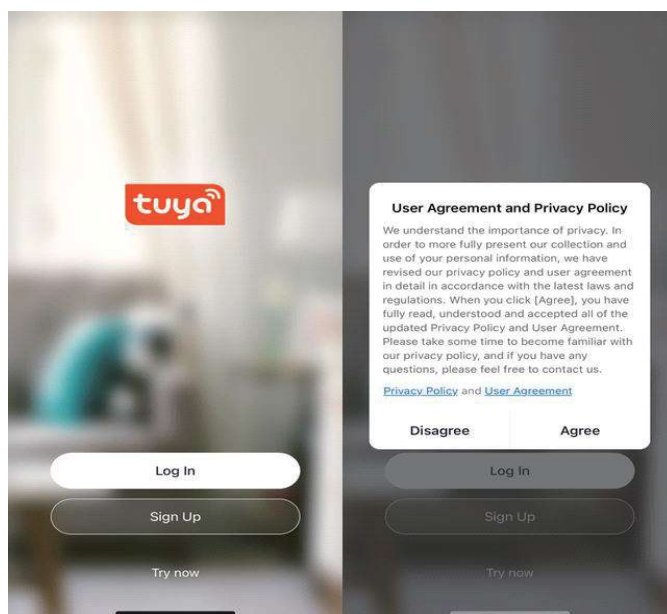 tuya
Log In
Sign Up
Try now
User Agreement and Privacy Policy
We understand the importance of privacy. In
order to more fully present our collection and
use of your personal information, we have
revised our privacy policy and user agreement
in detail in accordance with the latest laws and
regulations. When you click [Agree], you have
fully read, understood and accepted all of the
updated Privacy Policy and User Agreement.
Please take some time to become familiar with
our privacy policy, and if you have any
questions, please feel free to contact us.
Privacy Policy and User Agreement
Disagree Agree
Log In
Sign Up
Try now